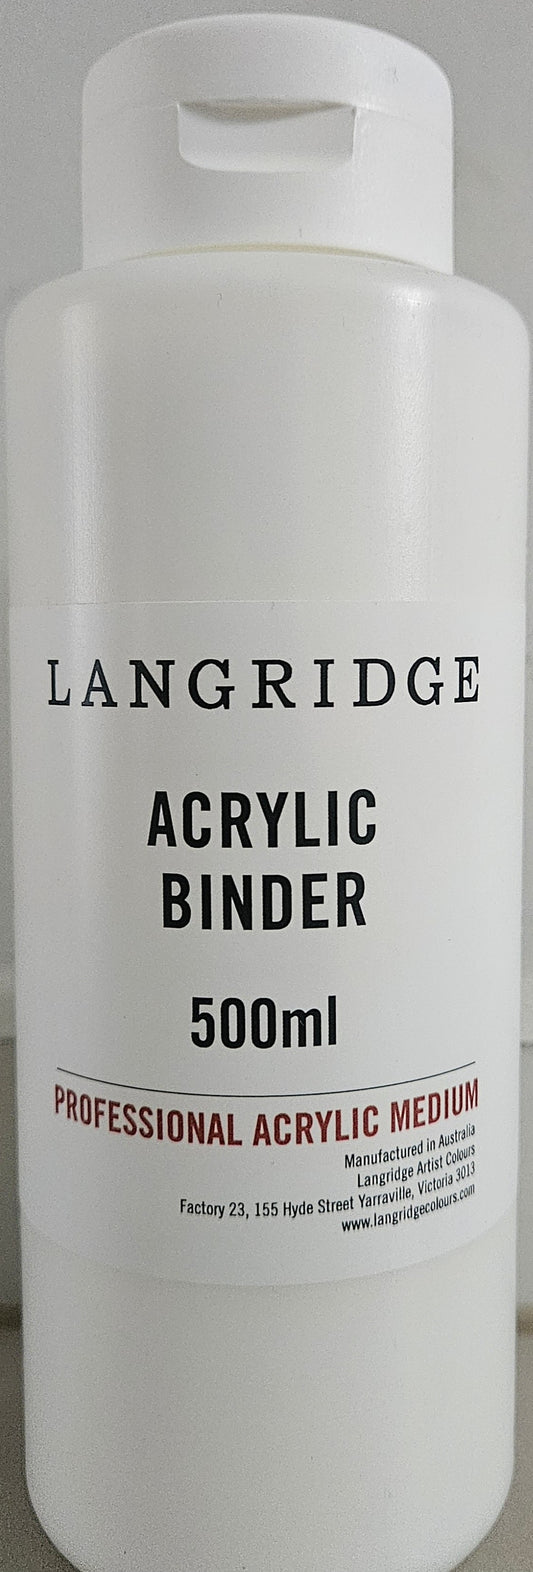 LANGRIDGE
ACRYLIC
BINDER
500ml
PROFESSIONAL ACRYLIC MEDIUM
Manufactured in Australia
Langridge Artist Colours
Factory 23, 155 Hyde Street Yarraville, Victoria 3013
www.langridgecolours.com